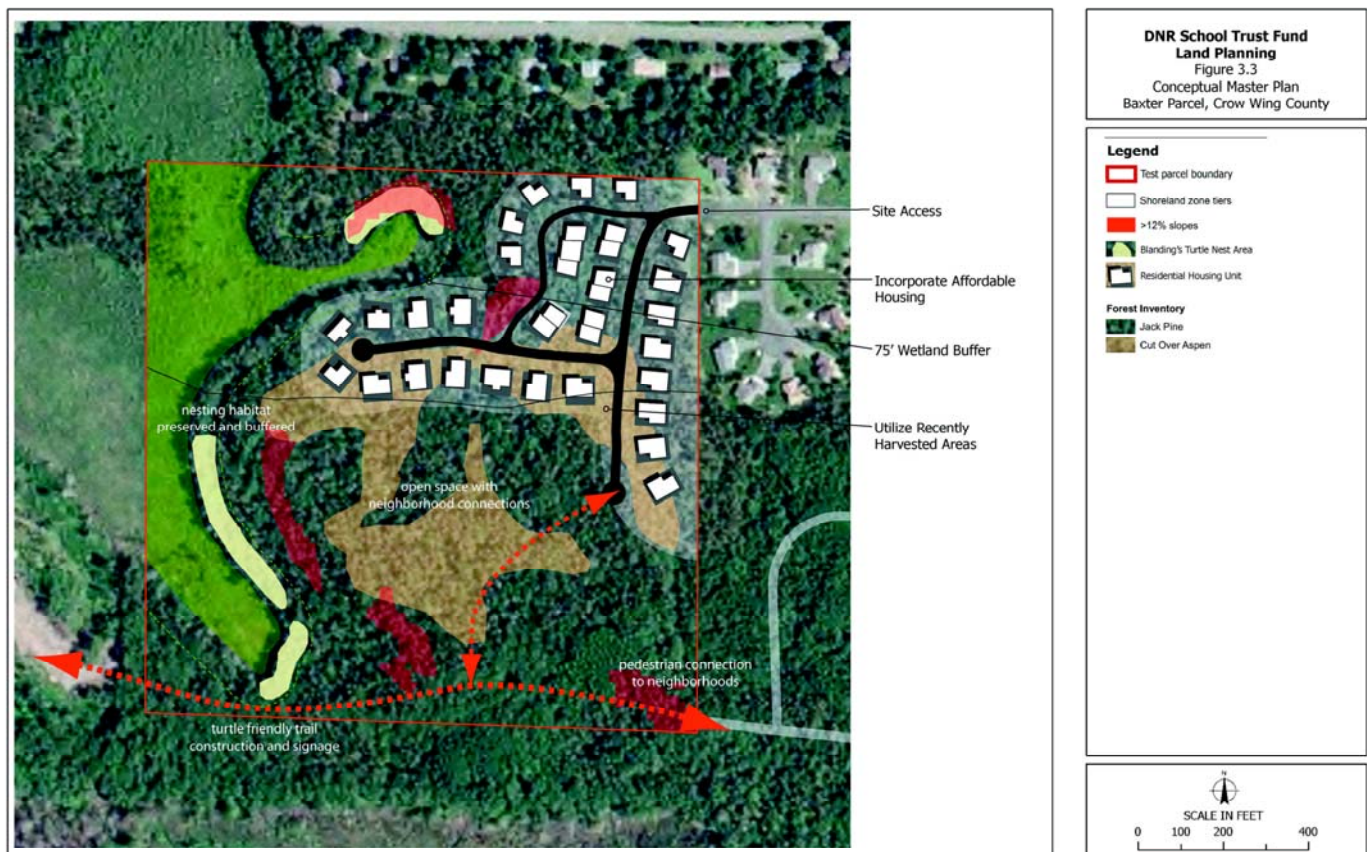 DNR School Trust Fund
Land Planning
Figure 3.3
Conceptual Master Plan
Baxter Parcel, Crow Wing County
Legend
Test parcel boundary
Shoreland zone tiers
>12% slopes
Blanding's Turtle Nest Area
Residential Housing Unit
Forest Inventory
Jack Pine
Cut Over Aspen
Site Access
Incorporate Affordable
Housing
75' Wetland Buffer
Utilize Recently
Harvested Areas
nesting habitat
preserved and buffered
open space with
neighborhood connections
pedestrian connection
to neighborhoods
turtle friendly trail
construction and signage
N
SCALE IN FEET
0 100 200 400